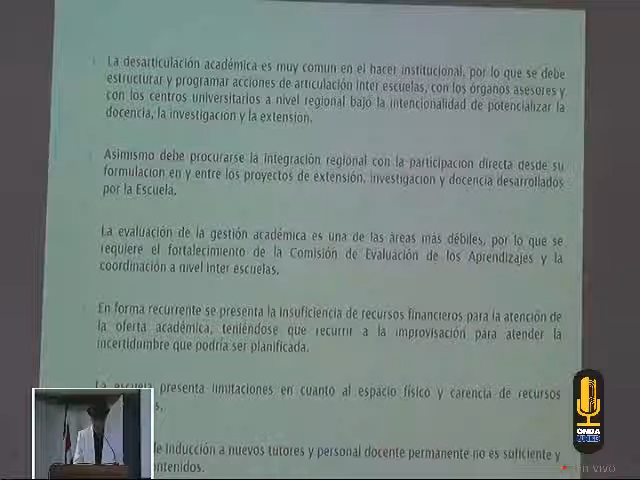 La desarticulación académica es muy comun en el hacer institucional, por lo que se debe
estructurar y programar acciones de articulación inter escuelas, con los órganos asesores y
con los centros universitarios a nivel regional bajo la intencionalidad de potencializar la
docencia, la investigación y la extensión.
Asimismo debe procurarse la integración regional con la participacion directa desde su
formulacion en y entre los proyectos de extensión, investigacion y docencia desarrollados
por la Escuela.
La evaluación de la gestión académica es una de las áreas más débiles, por lo que se
requiere el fortalecimiento de la Comisión de Evaluación de los Aprendizajes y la
coordinación a nivel inter escuelas.
En forma recurrente se presenta la insuficiencia de recursos financieros para la atención de
la oferta académica, teniéndose que recurrir a la improvisación para atender la
incertidumbre que podría ser planificada.
La escuela presenta limitaciones en cuanto al espacio físico y carencia de recursos
de inducción a nuevos tutores y personal docente permanente no es suficiente y
ONDA
UNED
EN VIVO